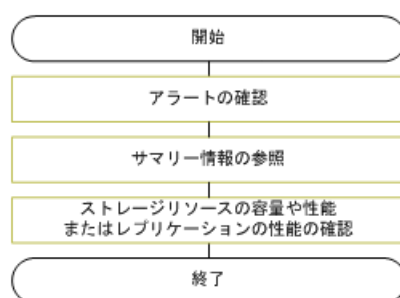 開始
アラートの確認
サマリー情報の参照
ストレージリソースの容量や性能
またはレプリケーションの性能の確認
終了